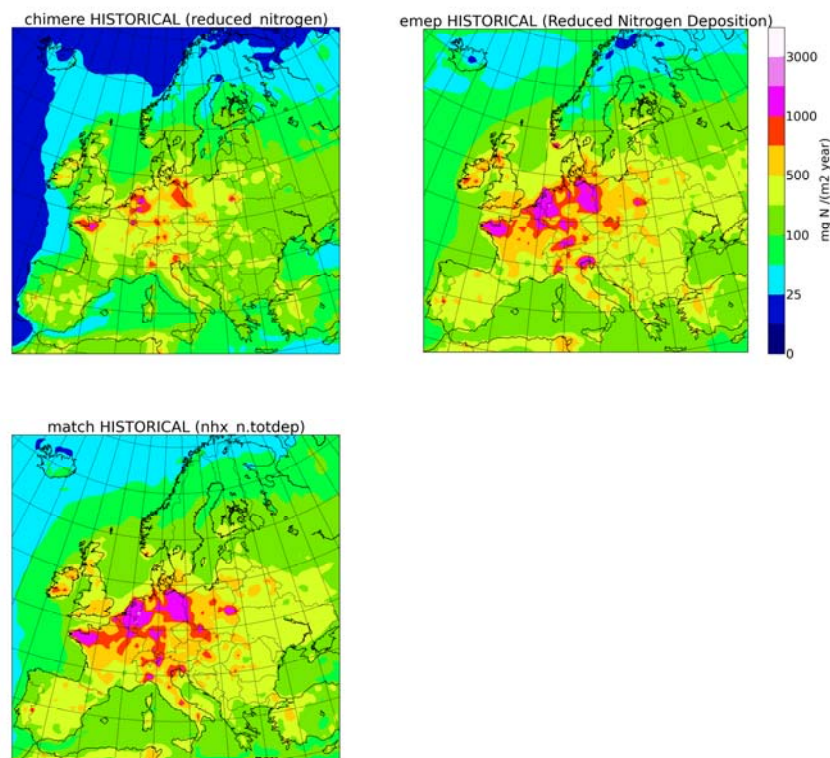 chimere HISTORICAL (reduced_nitrogen)
emep HISTORICAL (Reduced Nitrogen Deposition)
3000
1000
500
100
25
0
mg N /(m2 year)
match HISTORICAL (nhx_n.totdep)